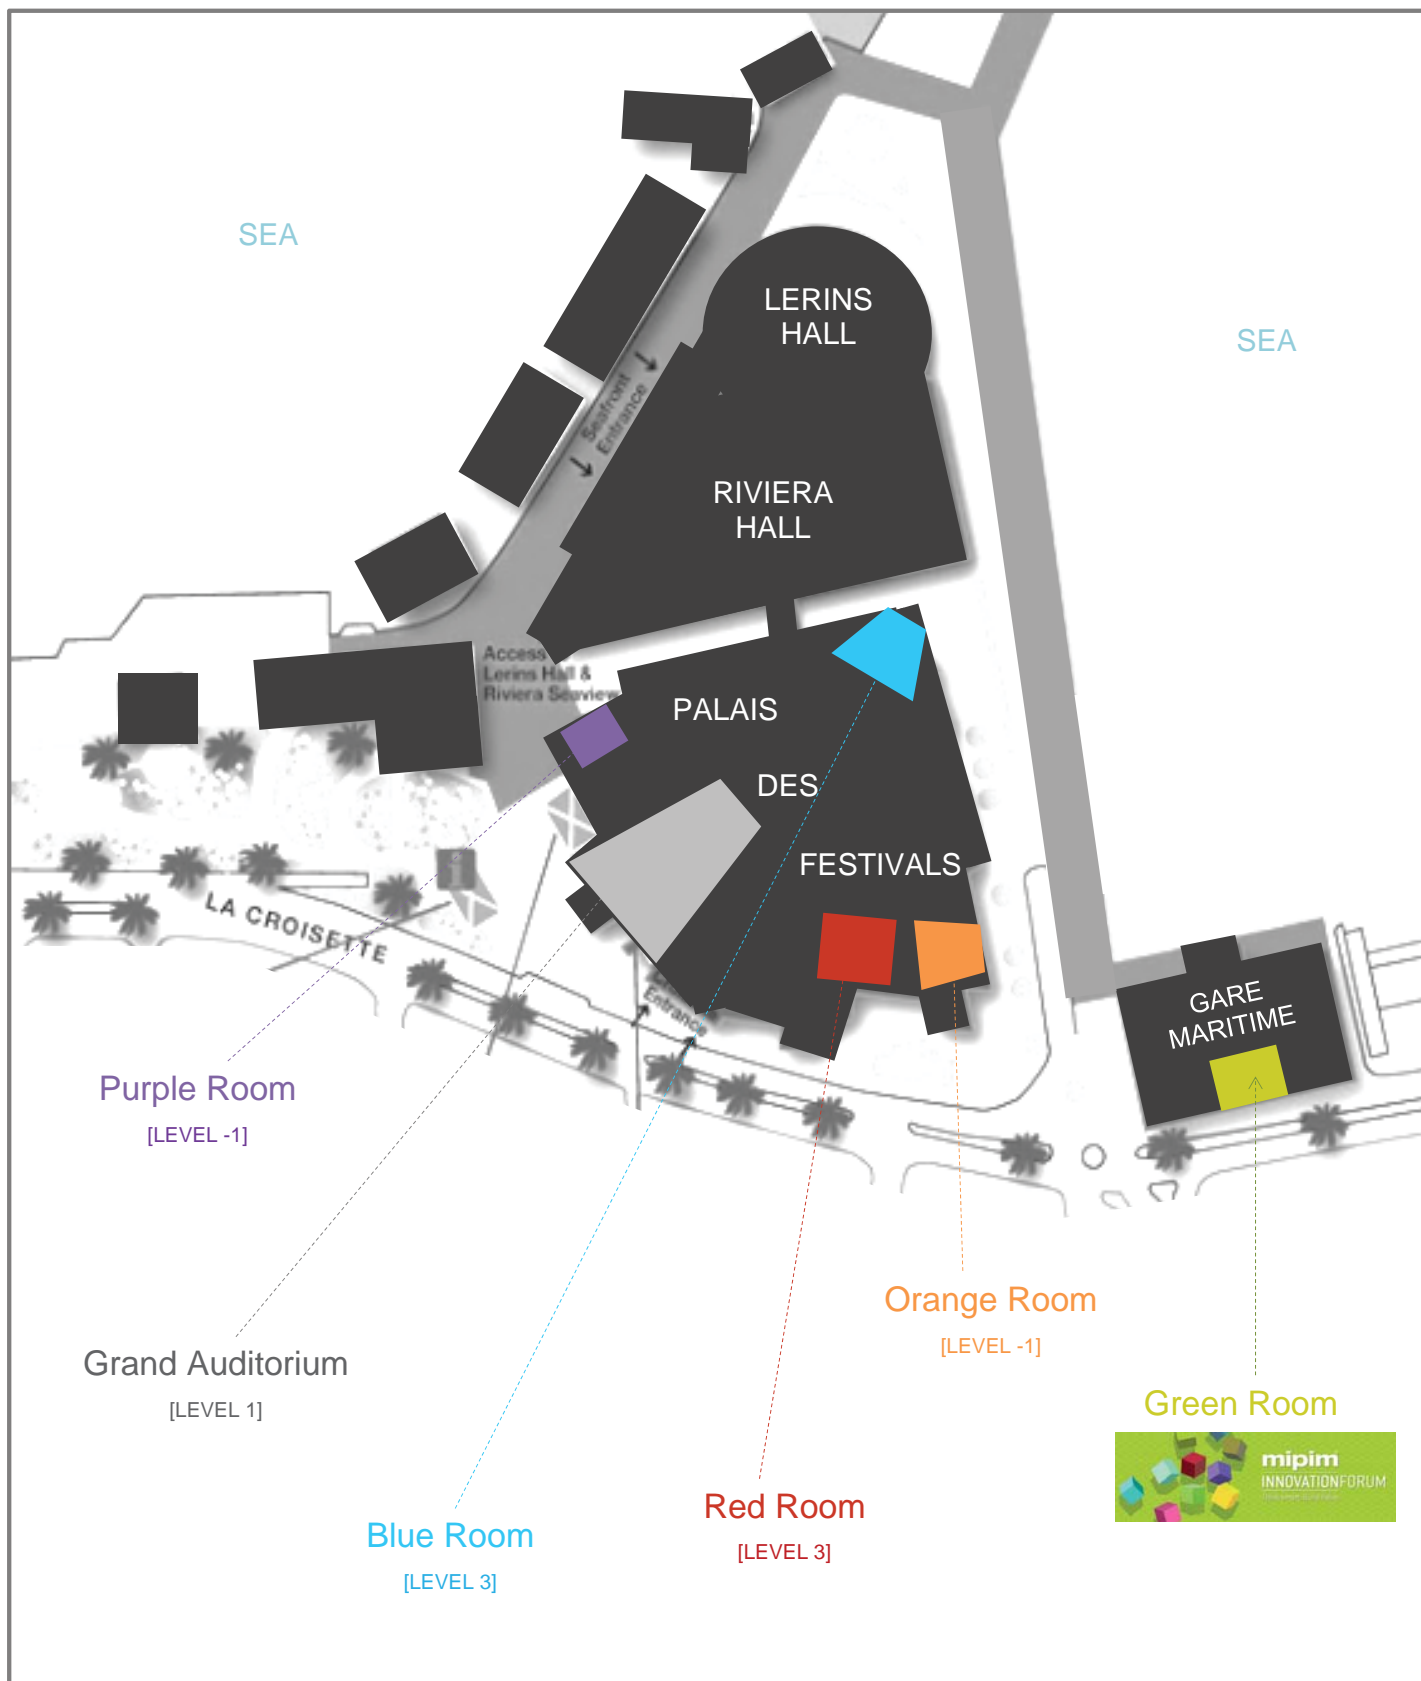 SEA
LERINS
HALL
SEA
Seafront
Entrance
RIVIERA
HALL
Access
Lerins Hall &
Riviera Seaview
PALAIS
DES
FESTIVALS
i
LA CROISETTE
Entrance
GARE
MARITIME
Purple Room
[LEVEL -1]
Orange Room
[LEVEL -1]
Grand Auditorium
[LEVEL 1]
Green Room
mipim
INNOVATIONFORUM
Red Room
[LEVEL 3]
Blue Room
[LEVEL 3]